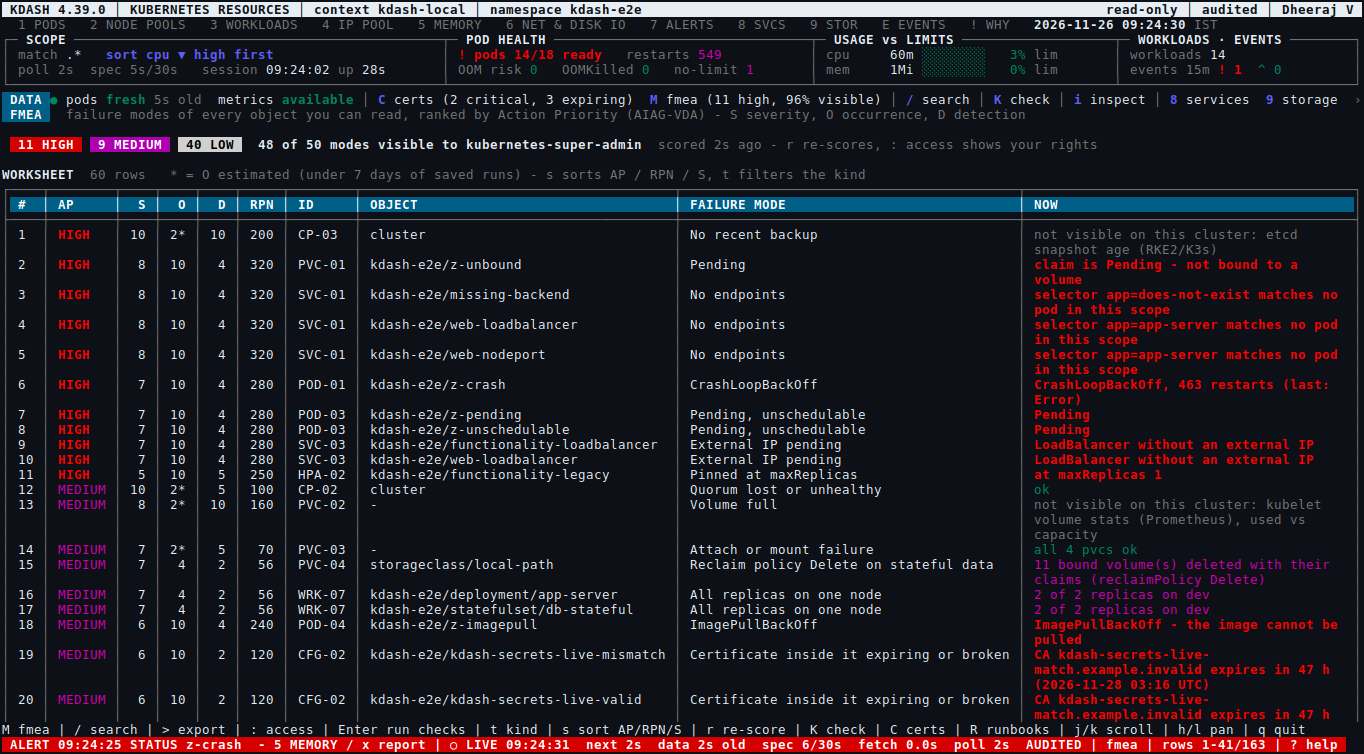 KDASH 4.39.0 │ KUBERNETES RESOURCES │ context kdash-local │ namespace kdash-e2e read-only │ audited │ Dheeraj V
1 PODS 2 NODE POOLS 3 WORKLOADS 4 IP POOL 5 MEMORY 6 NET & DISK IO 7 ALERTS 8 SVCS 9 STOR E EVENTS ! WHY 2026-11-26 09:24:30 IST
SCOPE POD HEALTH USAGE vs LIMITS WORKLOADS · EVENTS
match .* sort cpu ▼ high first ! pods 14/18 ready restarts 549 cpu 60m 3% lim workloads 14
poll 2s spec 5s/30s session 09:24:02 up 28s OOM risk 0 OOMKilled 0 no-limit 1 mem 1Mi 0% lim events 15m ! 1 ^ 0
DATA ● pods fresh 5s old metrics available │ C certs (2 critical, 3 expiring) M fmea (11 high, 96% visible) │ / search │ K check │ i inspect │ 8 services 9 storage ›
FMEA failure modes of every object you can read, ranked by Action Priority (AIAG-VDA) - S severity, O occurrence, D detection
11 HIGH 9 MEDIUM 40 LOW 48 of 50 modes visible to kubernetes-super-admin scored 2s ago - r re-scores, : access shows your rights
WORKSHEET 60 rows * = O estimated (under 7 days of saved runs) - s sorts AP / RPN / S, t filters the kind
# │ AP │ S │ O │ D │ RPN │ ID │ OBJECT │ FAILURE MODE │ NOW
1 HIGH 10 2* 10 200 CP-03 cluster No recent backup not visible on this cluster: etcd
snapshot age (RKE2/K3s)
2 HIGH 8 10 4 320 PVC-01 kdash-e2e/z-unbound Pending claim is Pending - not bound to a
volume
3 HIGH 8 10 4 320 SVC-01 kdash-e2e/missing-backend No endpoints selector app=does-not-exist matches no
pod in this scope
4 HIGH 8 10 4 320 SVC-01 kdash-e2e/web-loadbalancer No endpoints selector app=app-server matches no pod
in this scope
5 HIGH 8 10 4 320 SVC-01 kdash-e2e/web-nodeport No endpoints selector app=app-server matches no pod
in this scope
6 HIGH 7 10 4 280 POD-01 kdash-e2e/z-crash CrashLoopBackOff CrashLoopBackOff, 463 restarts (last:
Error)
7 HIGH 7 10 4 280 POD-03 kdash-e2e/z-pending Pending, unschedulable Pending
8 HIGH 7 10 4 280 POD-03 kdash-e2e/z-unschedulable Pending, unschedulable Pending
9 HIGH 7 10 4 280 SVC-03 kdash-e2e/functionality-loadbalancer External IP pending LoadBalancer without an external IP
10 HIGH 7 10 4 280 SVC-03 kdash-e2e/web-loadbalancer External IP pending LoadBalancer without an external IP
11 HIGH 5 10 5 250 HPA-02 kdash-e2e/functionality-legacy Pinned at maxReplicas at maxReplicas 1
12 MEDIUM 10 2* 5 100 CP-02 cluster Quorum lost or unhealthy ok
13 MEDIUM 8 2* 10 160 PVC-02 - Volume full not visible on this cluster: kubelet
volume stats (Prometheus), used vs
capacity
14 MEDIUM 7 2* 5 70 PVC-03 - Attach or mount failure all 4 pvcs ok
15 MEDIUM 7 4 2 56 PVC-04 storageclass/local-path Reclaim policy Delete on stateful data 11 bound volume(s) deleted with their
claims (reclaimPolicy Delete)
16 MEDIUM 7 4 2 56 WRK-07 kdash-e2e/deployment/app-server All replicas on one node 2 of 2 replicas on dev
17 MEDIUM 7 4 2 56 WRK-07 kdash-e2e/statefulset/db-stateful All replicas on one node 2 of 2 replicas on dev
18 MEDIUM 6 10 4 240 POD-04 kdash-e2e/z-imagepull ImagePullBackOff ImagePullBackOff - the image cannot be
pulled
19 MEDIUM 6 10 2 120 CFG-02 kdash-e2e/kdash-secrets-live-mismatch Certificate inside it expiring or broken CA kdash-secrets-live-
match.example.invalid expires in 47 h
(2026-11-28 03:16 UTC)
20 MEDIUM 6 10 2 120 CFG-02 kdash-e2e/kdash-secrets-live-valid Certificate inside it expiring or broken CA kdash-secrets-live-
match.example.invalid expires in 47 h
M fmea | / search | > export | : access | Enter run checks | t kind | s sort AP/RPN/S | r re-score | K check | C certs | R runbooks | j/k scroll | h/l pan | q quit
ALERT 09:24:25 STATUS z-crash - 5 MEMORY / x report | ○ LIVE 09:24:31 next 2s data 2s old spec 6/30s fetch 0.0s poll 2s AUDITED | fmea | rows 1-41/163 | ? help